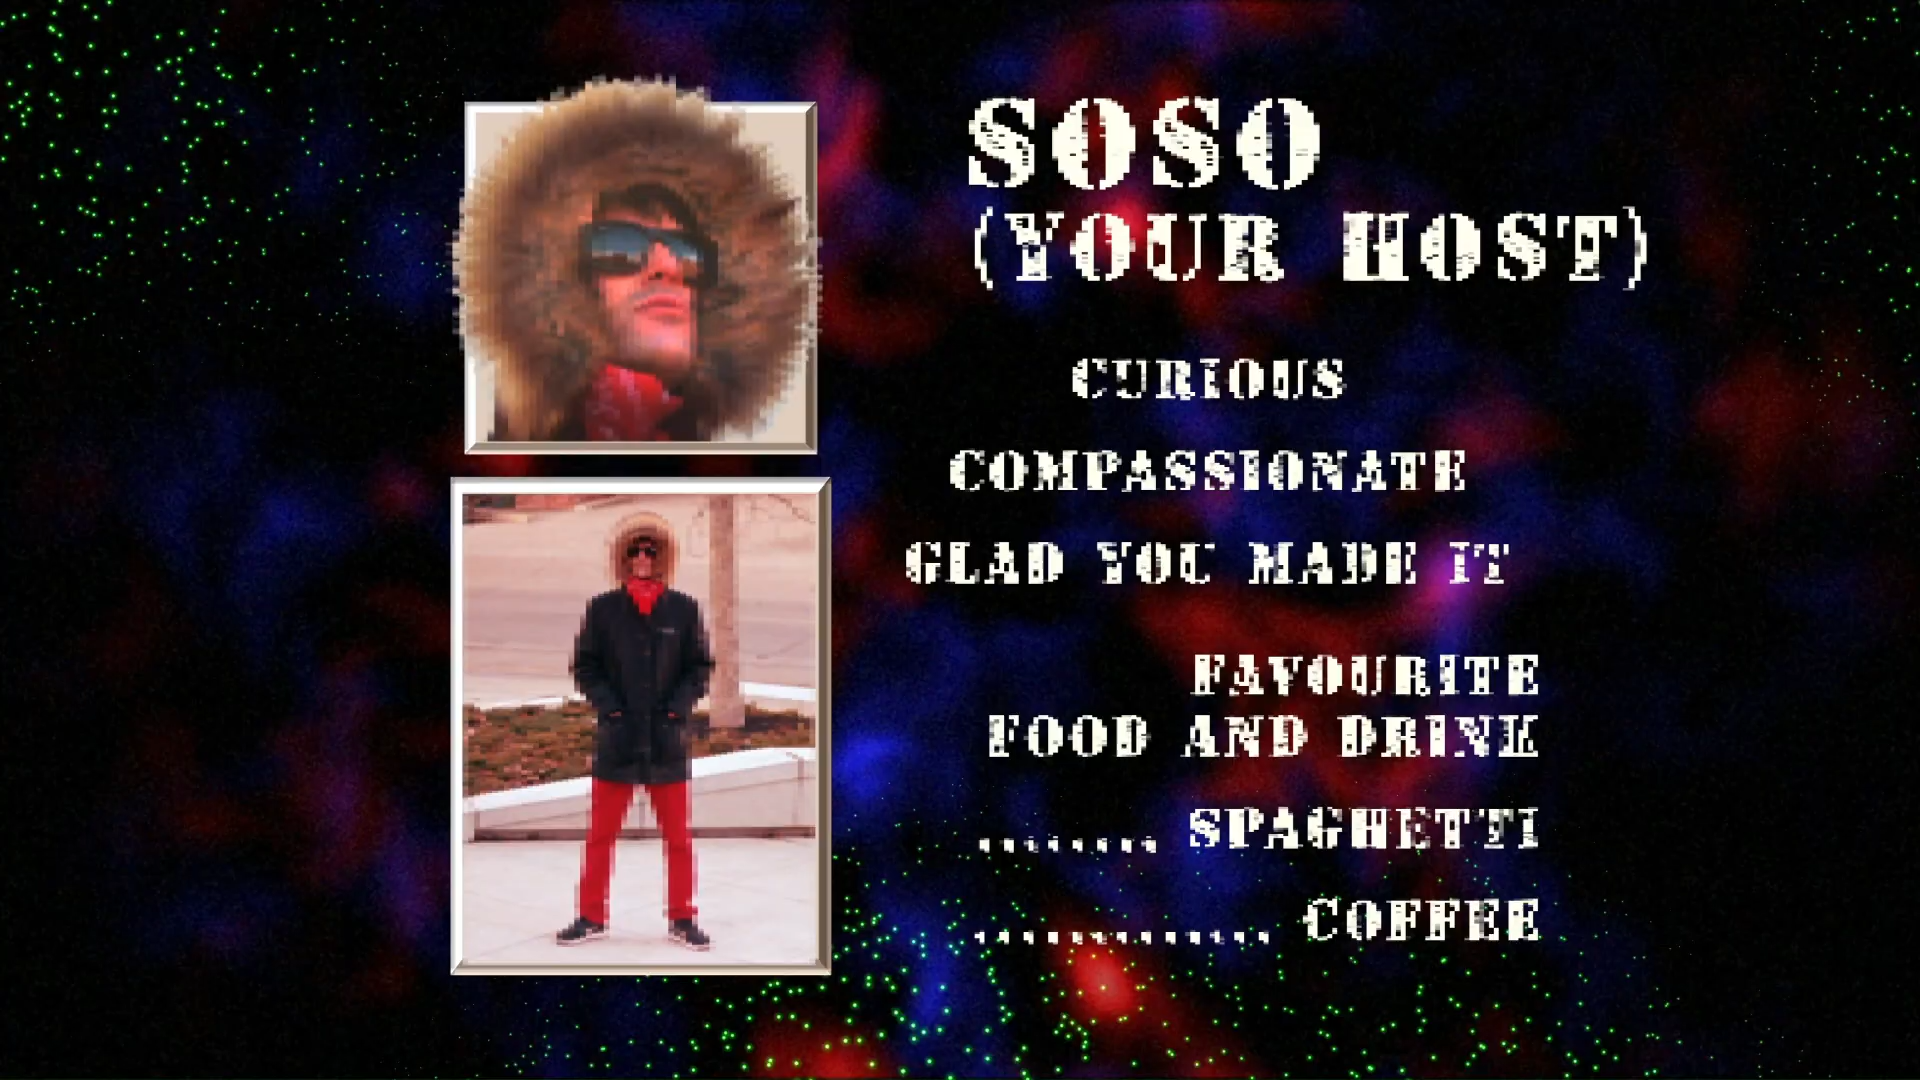 SOSO
(YOUR HOST)
CURIOUS
COMPASSIONATE
GLAD YOU MADE IT
FAVOURITE
FOOD AND DRINK
........ SPAGHETTI
............. COFFEE